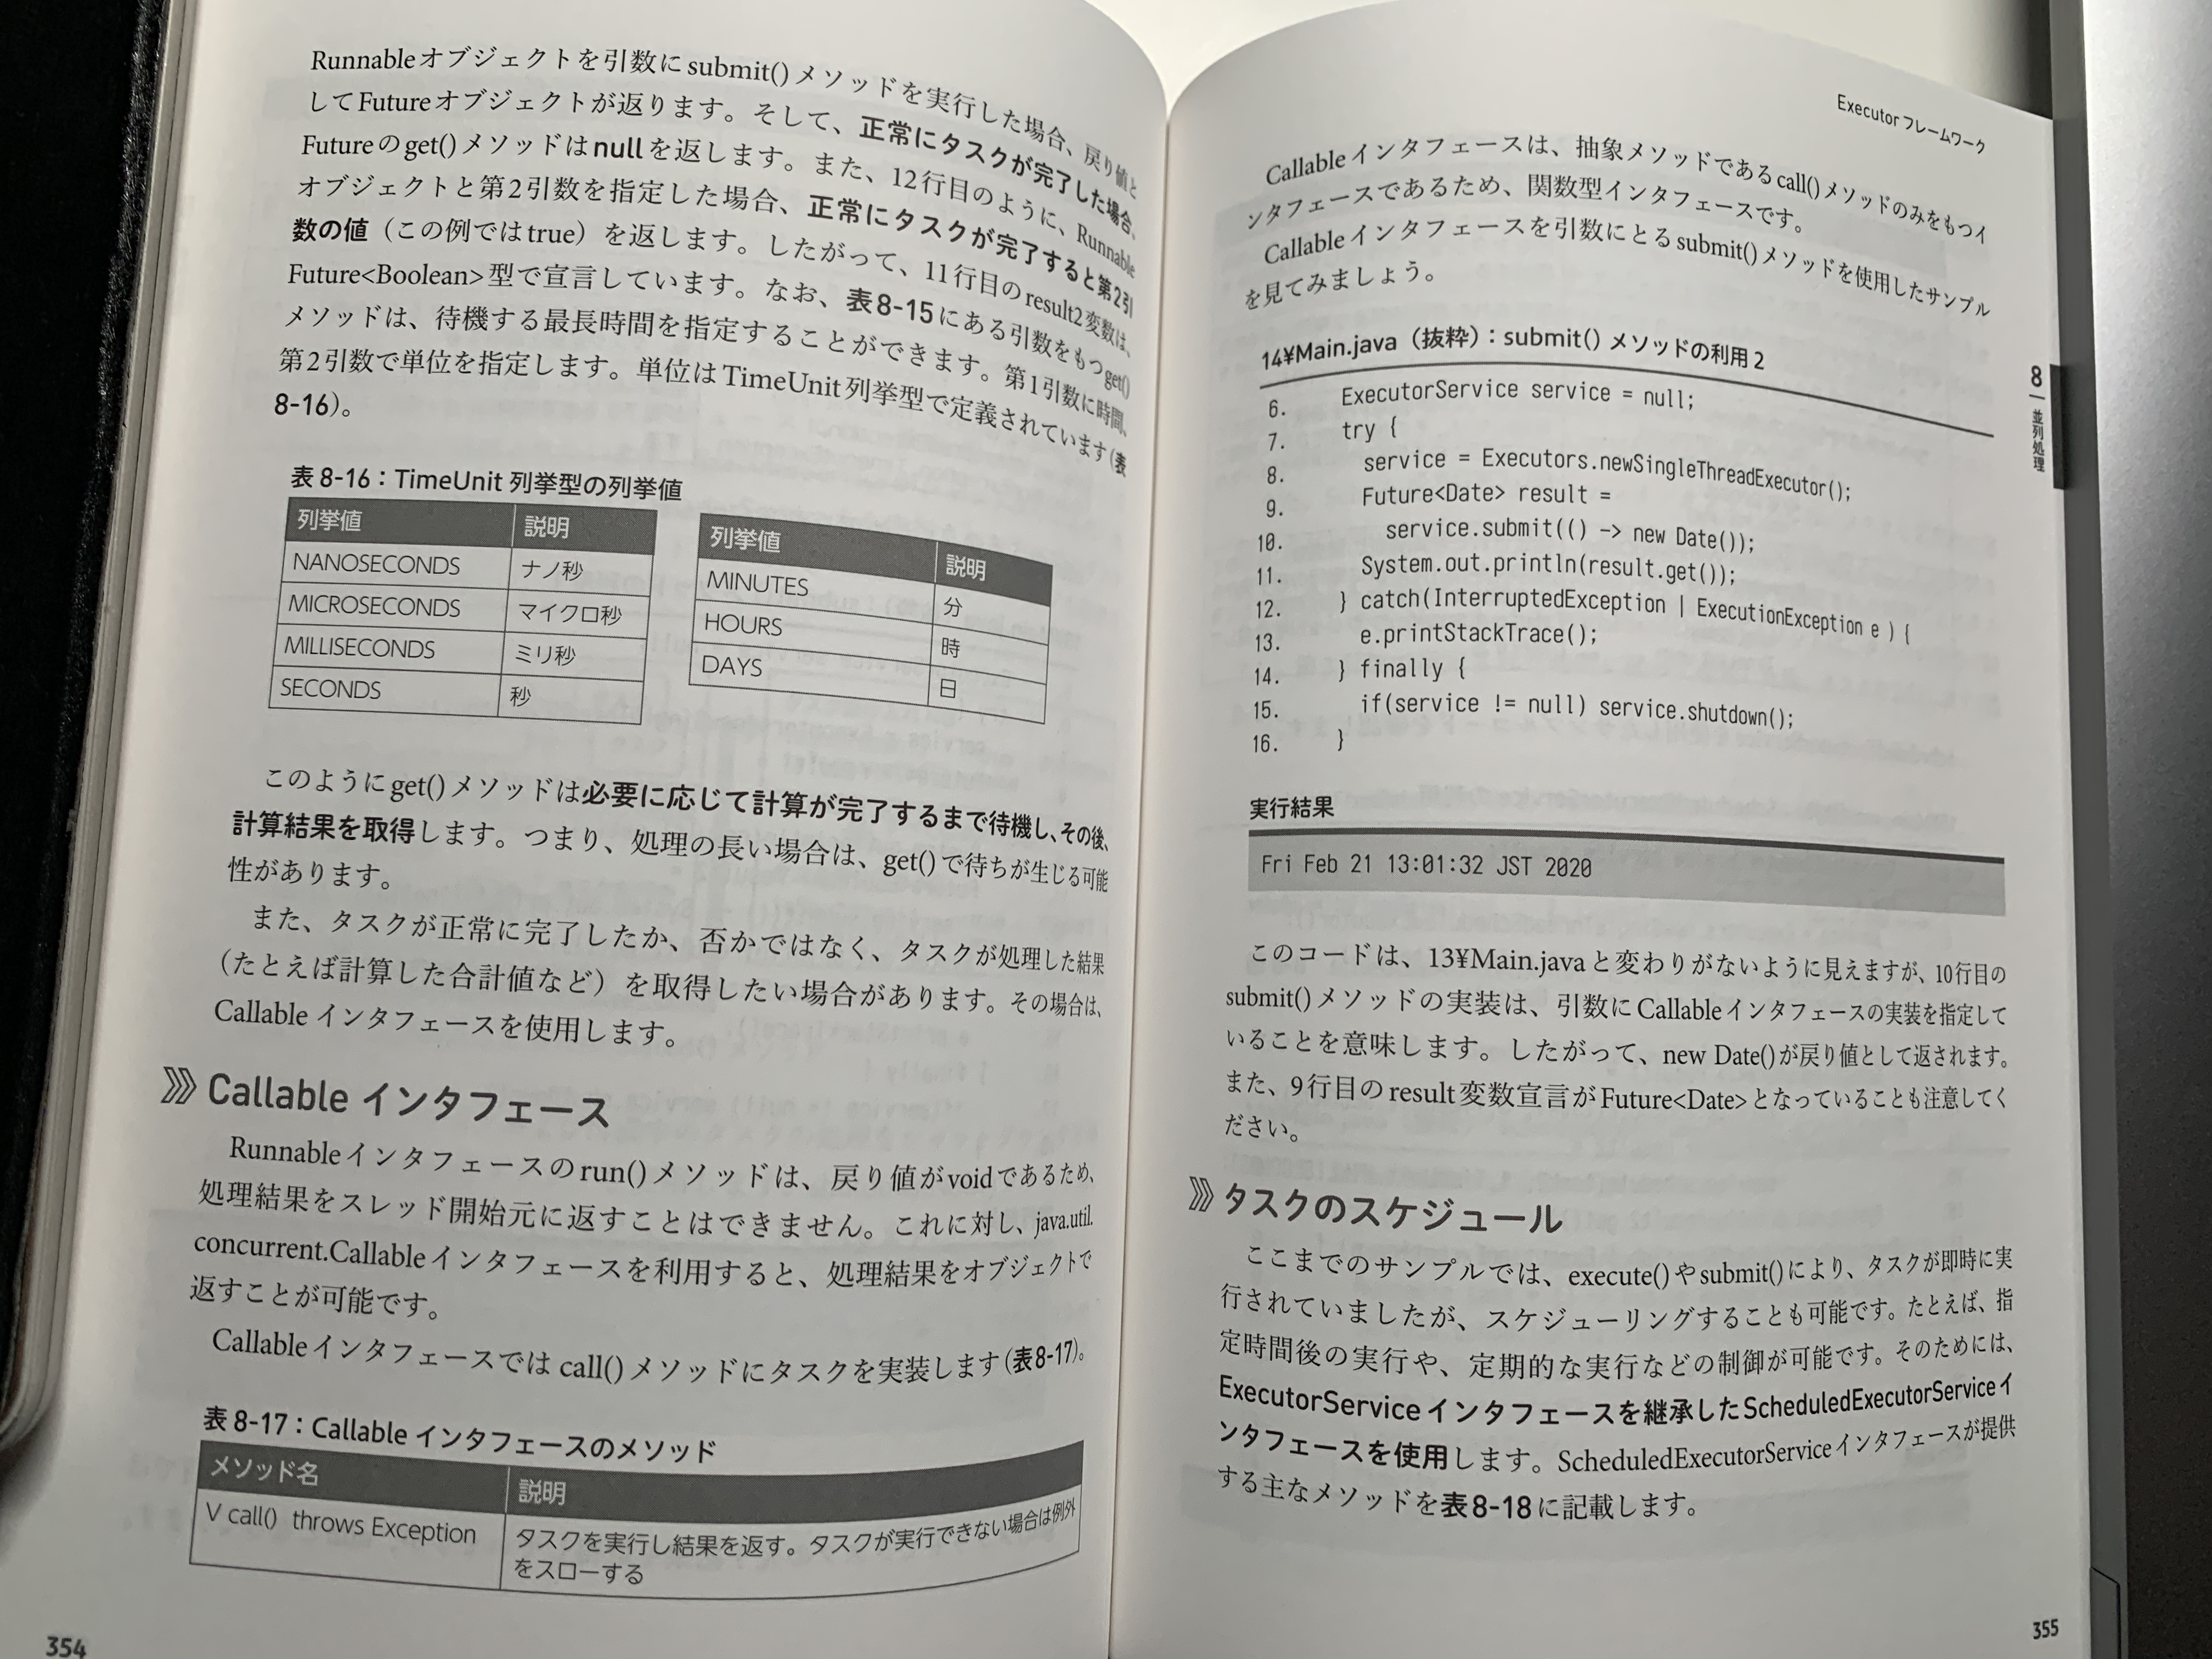 Runnableオブジェクトを引数にsubmit()メソッドを実行した場合、戻り値と
してFutureオブジェクトが返ります。そして、正常にタスクが完了した場合、
Futureのget()メソッドはnullを返します。また、12行目のように、Runnable
オブジェクトと第2引数を指定した場合、正常にタスクが完了すると第2引
数の値（この例ではtrue）を返します。したがって、11行目のresult2変数は、
Future<Boolean>型で宣言しています。なお、表8-15にある引数をもつget()
メソッドは、待機する最長時間を指定することができます。第1引数に時間、
第2引数で単位を指定します。単位はTimeUnit列挙型で定義されています(表
8-16)。
表 8-16：TimeUnit 列挙型の列挙値
列挙値 説明
NANOSECONDS ナノ秒
MICROSECONDS マイクロ秒
MILLISECONDS ミリ秒
SECONDS 秒
列挙値 説明
MINUTES 分
HOURS 時
DAYS 日
このようにget()メソッドは必要に応じて計算が完了するまで待機し、その後、
計算結果を取得します。つまり、処理の長い場合は、get()で待ちが生じる可能
性があります。
また、タスクが正常に完了したか、否かではなく、タスクが処理した結果
（たとえば計算した合計値など）を取得したい場合があります。その場合は、
Callable インタフェースを使用します。
》 Callable インタフェース
Runnableインタフェースのrun()メソッドは、戻り値がvoidであるため、
処理結果をスレッド開始元に返すことはできません。これに対し、java.util.
concurrent.Callableインタフェースを利用すると、処理結果をオブジェクトで
返すことが可能です。
Callableインタフェースでは call()メソッドにタスクを実装します(表8-17)。
表 8-17：Callable インタフェースのメソッド
メソッド名 説明
V call() throws Exception タスクを実行し結果を返す。タスクが実行できない場合は例外
をスローする
354
Executor フレームワーク
Callableインタフェースは、抽象メソッドであるcall()メソッドのみをもつイ
ンタフェースであるため、関数型インタフェースです。
Callableインタフェースを引数にとるsubmit()メソッドを使用したサンプル
を見てみましょう。
14¥Main.java（抜粋）：submit() メソッドの利用 2
6. ExecutorService service = null;
7. try {
8. service = Executors.newSingleThreadExecutor();
9. Future<Date> result =
10. service.submit(() -> new Date());
11. System.out.println(result.get());
12. } catch(InterruptedException | ExecutionException e ) {
13. e.printStackTrace();
14. } finally {
15. if(service != null) service.shutdown();
16. }
実行結果
Fri Feb 21 13:01:32 JST 2020
このコードは、13¥Main.javaと変わりがないように見えますが、10行目の
submit()メソッドの実装は、引数にCallableインタフェースの実装を指定して
いることを意味します。したがって、new Date()が戻り値として返されます。
また、9行目のresult変数宣言がFuture<Date>となっていることも注意してく
ださい。
》 タスクのスケジュール
ここまでのサンプルでは、execute()やsubmit()により、タスクが即時に実
行されていましたが、スケジューリングすることも可能です。たとえば、指
定時間後の実行や、定期的な実行などの制御が可能です。そのためには、
ExecutorServiceインタフェースを継承したScheduledExecutorServiceイ
ンタフェースを使用します。ScheduledExecutorServiceインタフェースが提供
する主なメソッドを表8-18に記載します。
8 並列処理
355